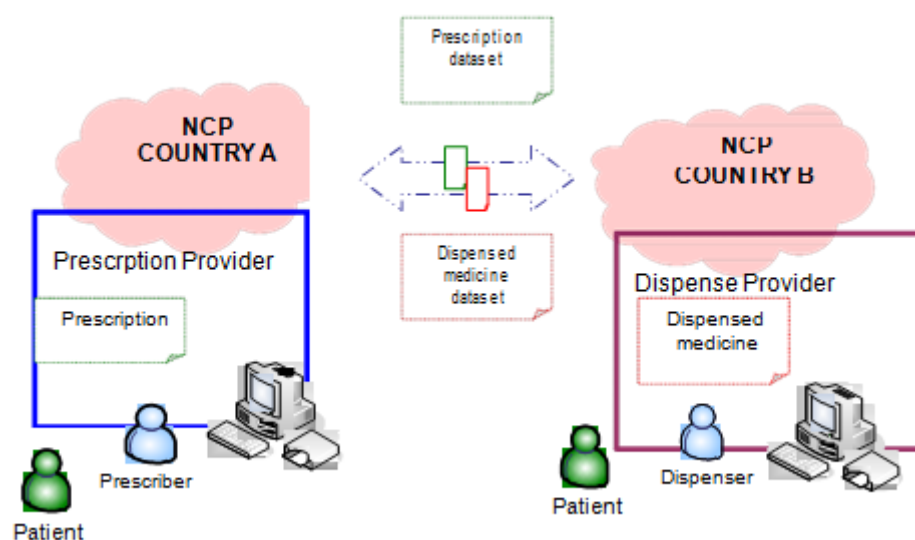 Prescription
dataset
NCP
COUNTRY A
NCP
COUNTRY B
Prescrption Provider
Dispensed
medicine
dataset
Dispense Provider
Prescription
Dispensed
medicine
Prescriber
Patient
Dispenser
Patient